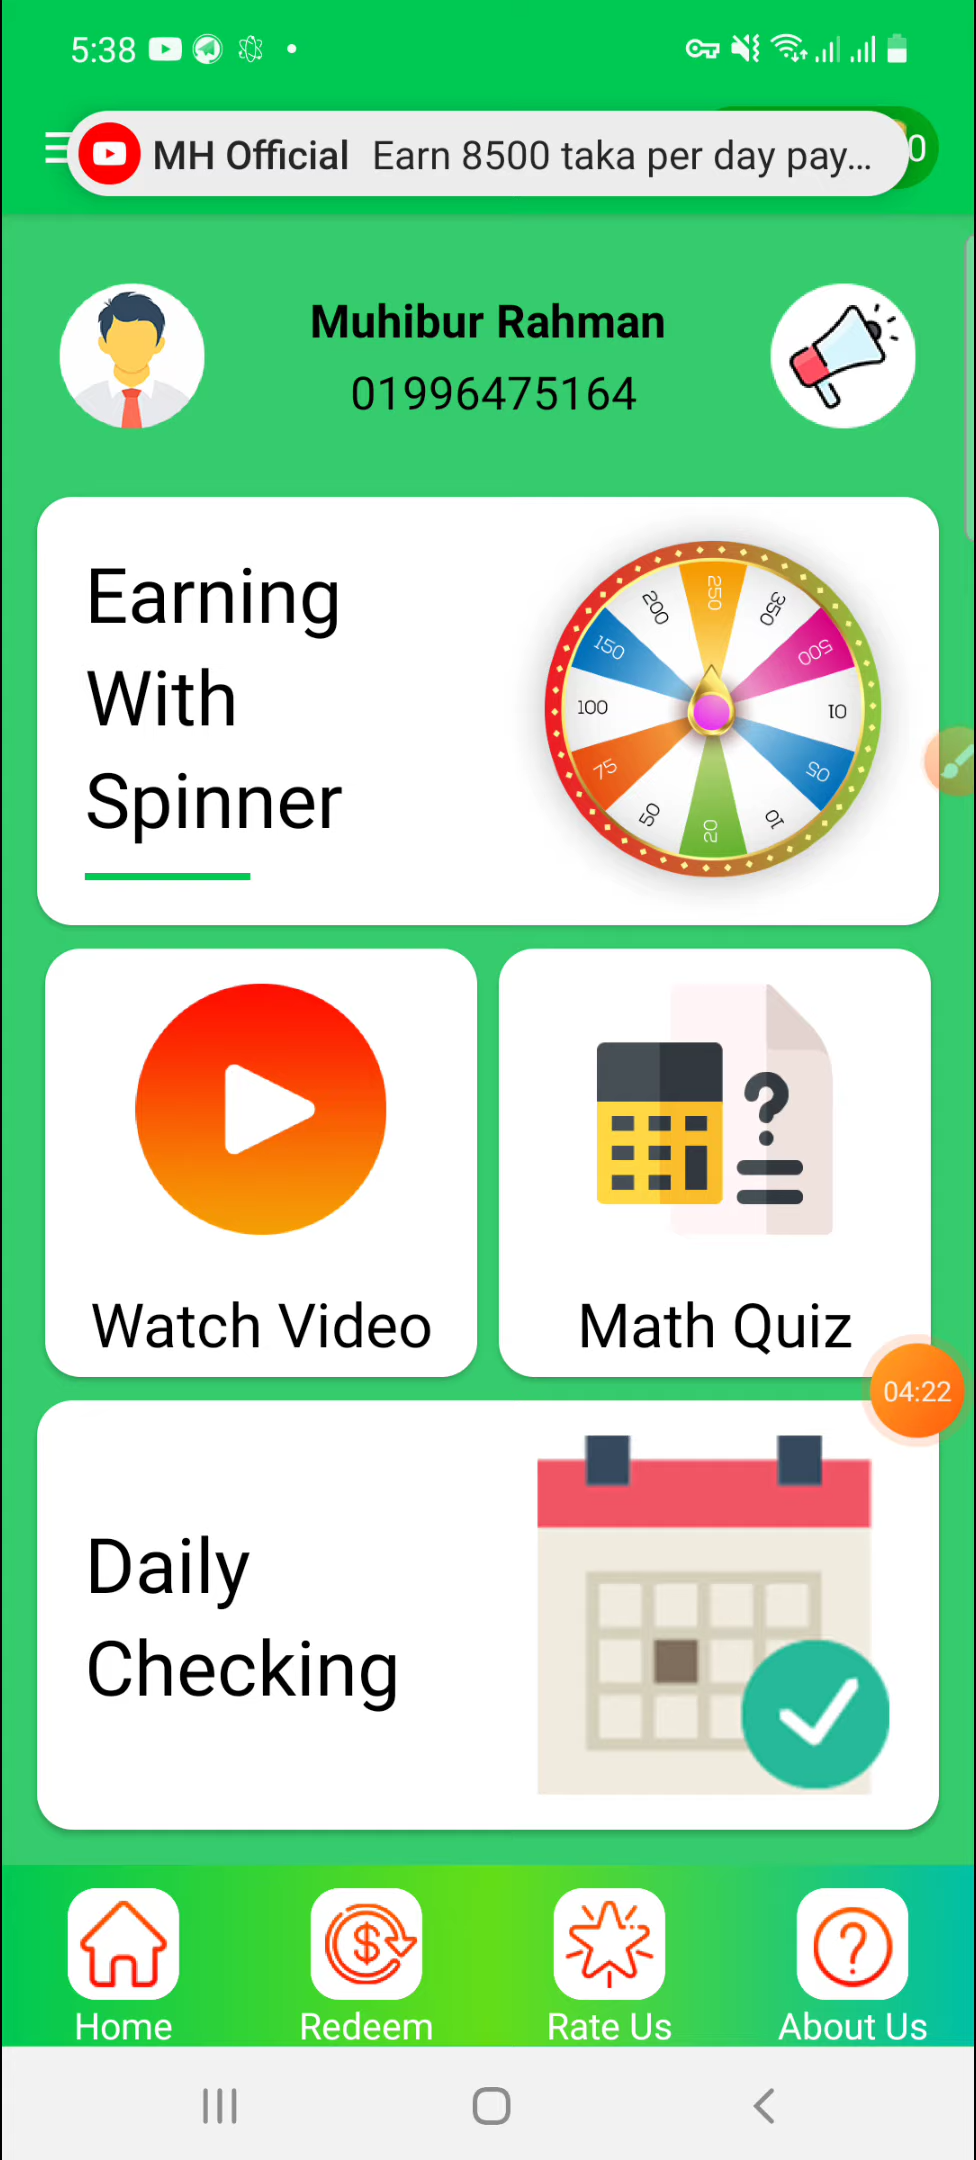 5:38
MH Official Earn 8500 taka per day pay...
0
Muhibur Rahman
01996475164
Earning
With
Spinner
250
350
500
10
50
10
20
50
75
100
150
200
Watch Video
Math Quiz
04:22
Daily
Checking
Home
Redeem
Rate Us
About Us